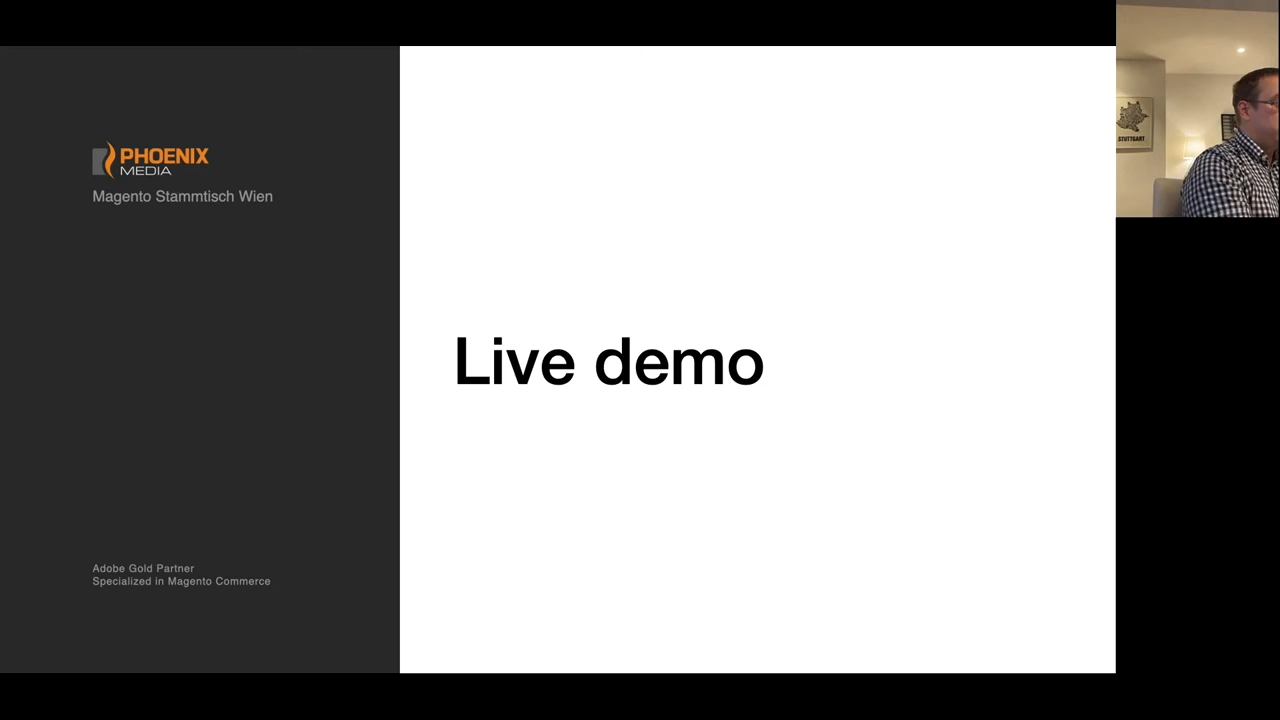 PHOENIX
MEDIA
Magento Stammtisch Wien
Live demo
Adobe Gold Partner
Specialized in Magento Commerce
STUTTGART